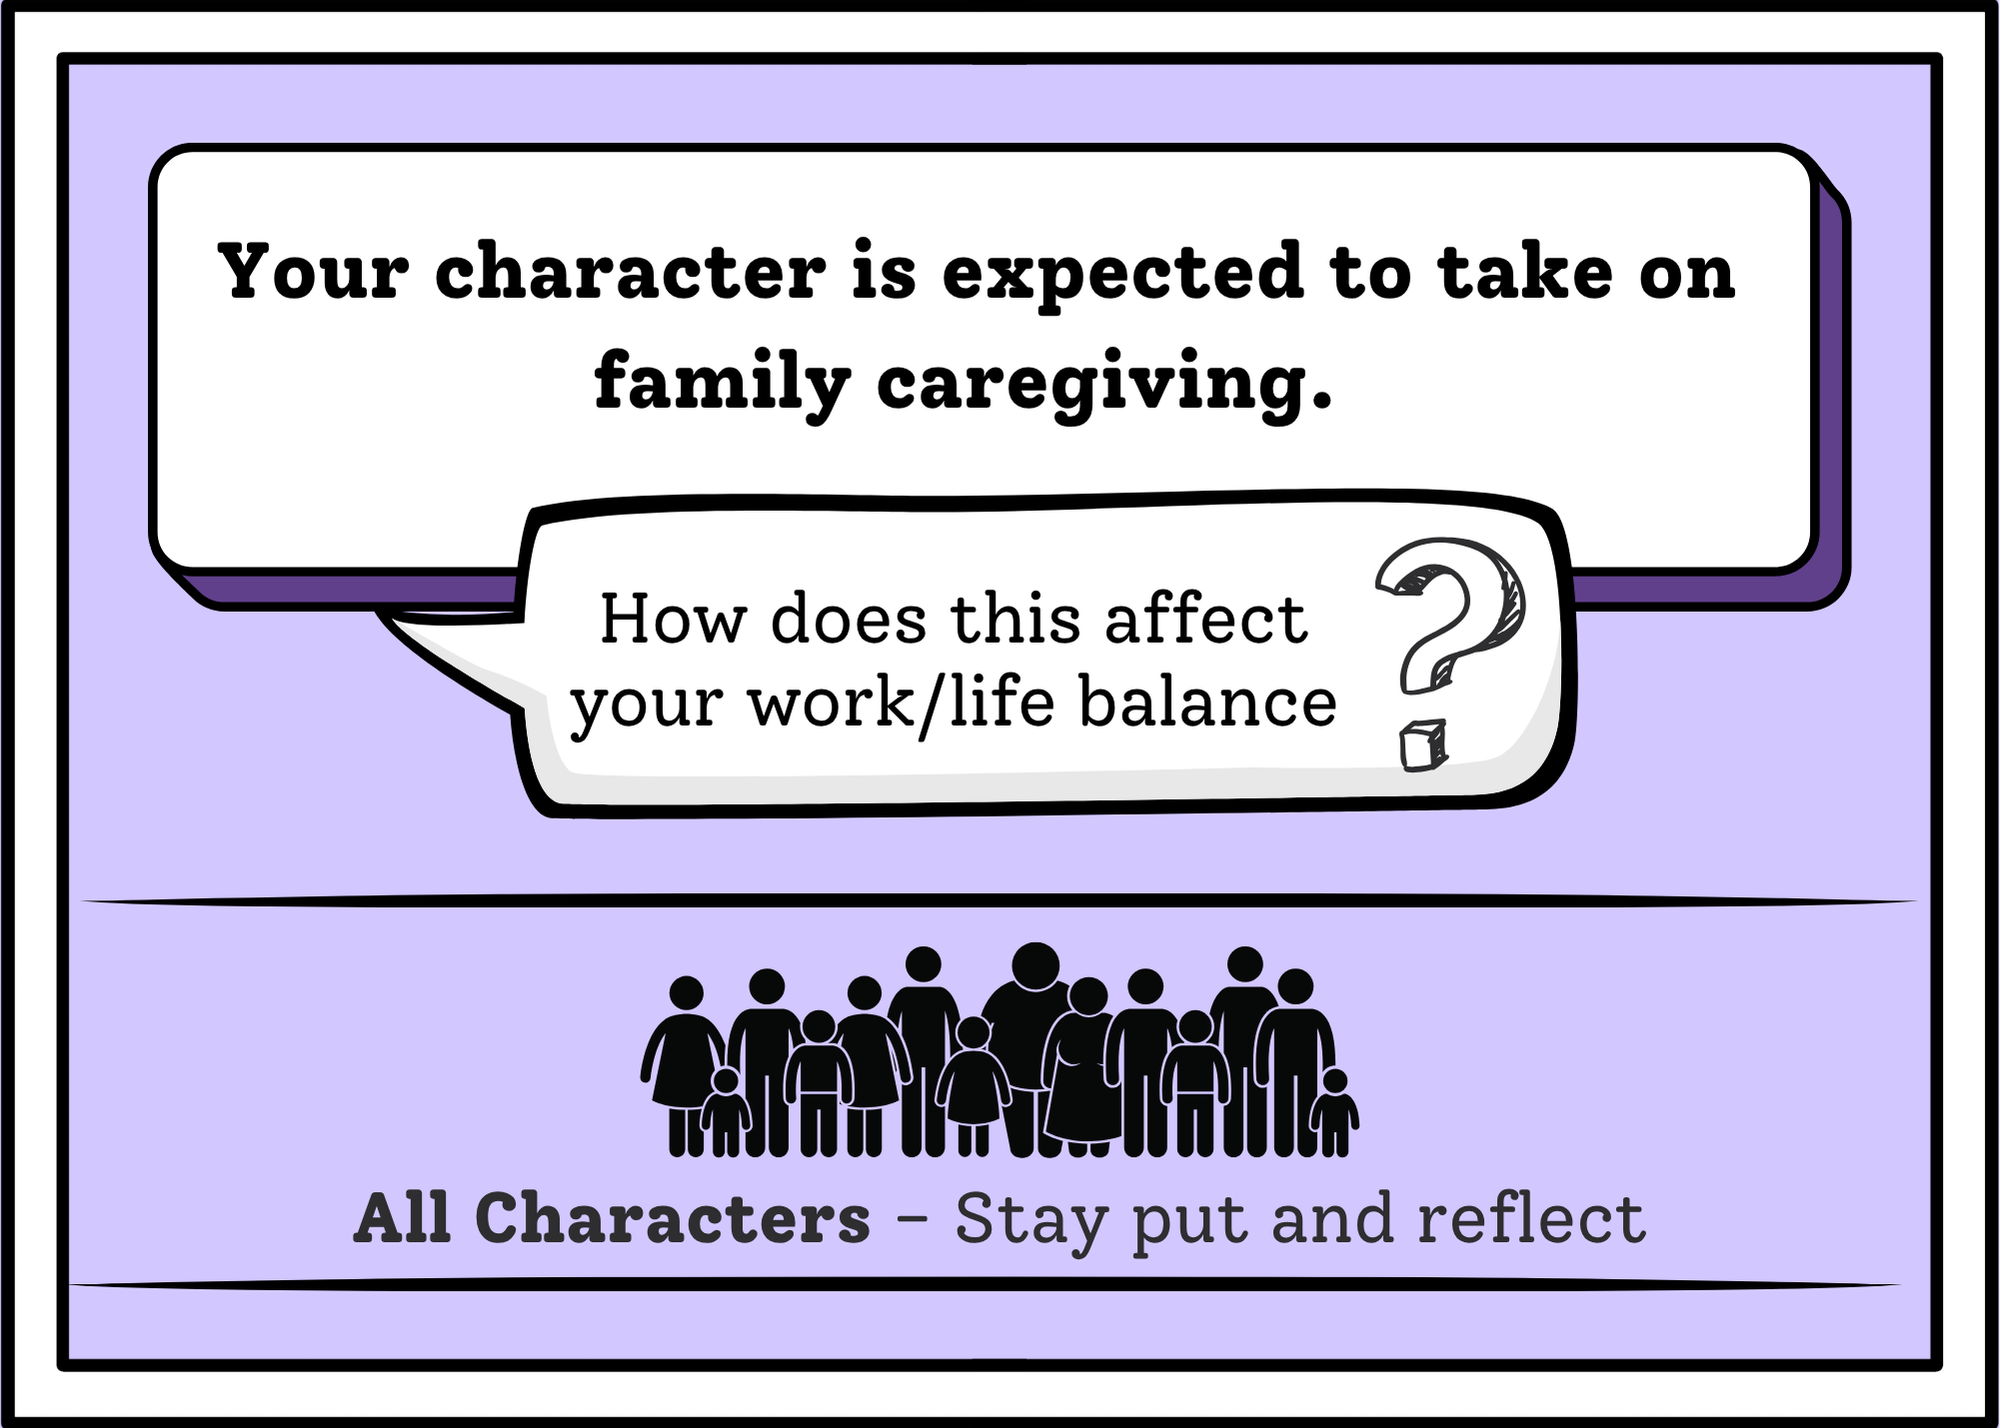 Your character is expected to take on
family caregiving.
How does this affect
your work/life balance
?
All Characters – Stay put and reflect